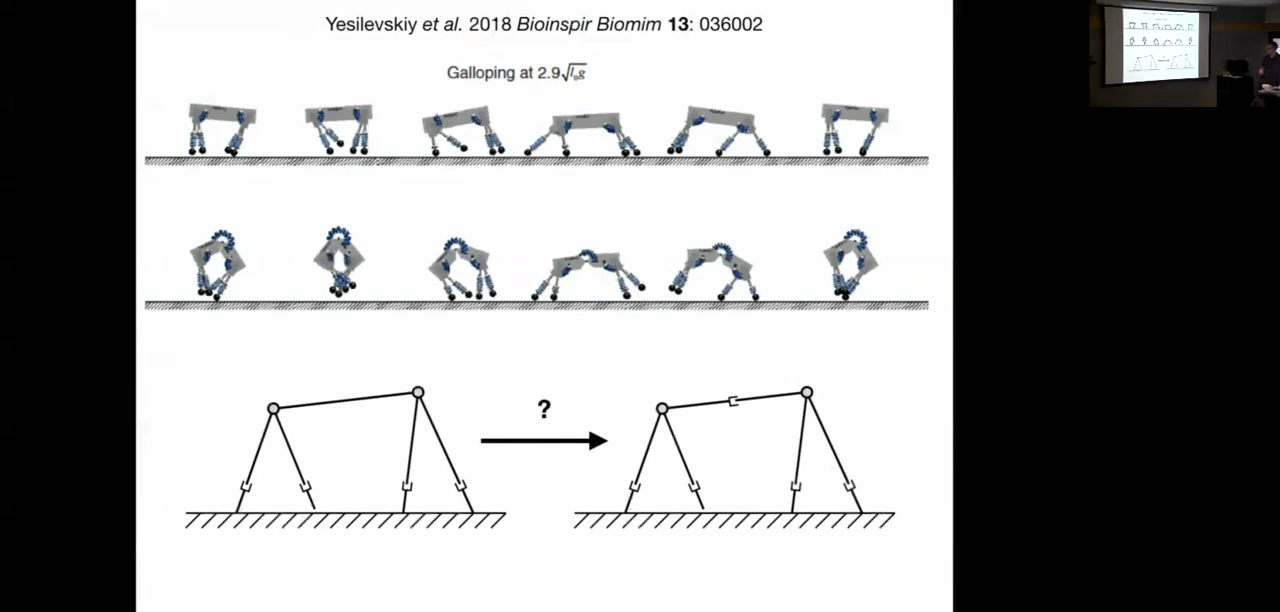 Yesilevskiy et al. 2018 Bioinspir Biomim 13: 036002
Galloping at 2.9√l₀g
?